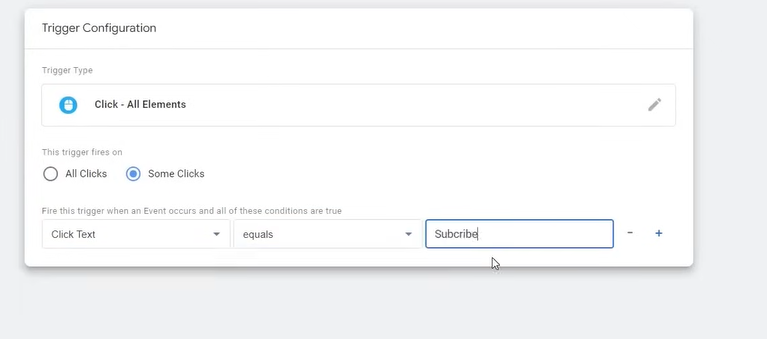 Trigger Configuration
Trigger Type
Click - All Elements
This trigger fires on
All Clicks
Some Clicks
Fire this trigger when an Event occurs and all of these conditions are true
Click Text
equals
Subcribe
- +